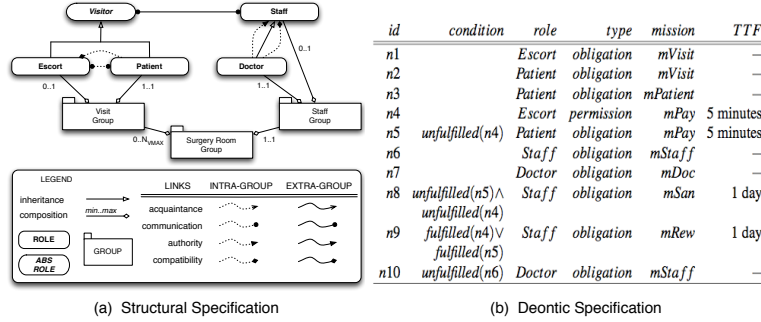 Visitor
Staff
Escort
Patient
Doctor
0..1
0..1
1..1
1..1
Visit
Group
Staff
Group
0..N VMAX
Surgery Room
Group
1..1
LEGEND
inheritance
composition min..max
ROLE
ABS
ROLE
GROUP
LINKS INTRA-GROUP EXTRA-GROUP
acquaintance
communication
authority
compatibility
(a) Structural Specification
id condition role type mission TTF
n1 Escort obligation mVisit —
n2 Patient obligation mVisit —
n3 Patient obligation mPatient —
n4 Escort permission mPay 5 minutes
n5 unfulfilled(n4) Patient obligation mPay 5 minutes
n6 Staff obligation mStaff —
n7 Doctor obligation mDoc —
n8 unfulfilled(n5)∧ Staff obligation mSan 1 day
unfulfilled(n4)
n9 fulfilled(n4)∨ Staff obligation mRew 1 day
fulfilled(n5)
n10 unfulfilled(n6) Doctor obligation mStaff —
(b) Deontic Specification